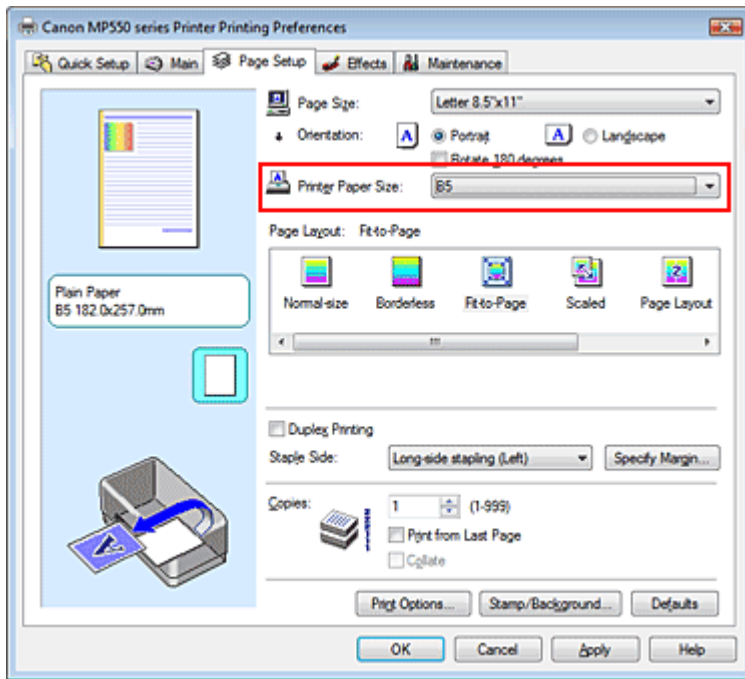 Canon MP550 series Printer Printing Preferences
Quick Setup Main Page Setup Effects Maintenance
Page Size: Letter 8.5"x11"
Orientation: A Portrait A Landscape
Rotate 180 degrees
Printer Paper Size: B5
Page Layout: Fit-to-Page
Normal-size Borderless Fit-to-Page Scaled Page Layout
Plain Paper
B5 182.0x257.0mm
Duplex Printing
Staple Side: Long-side stapling (Left) Specify Margin...
Copies: 1 (1-999)
Print from Last Page
Collate
Print Options... Stamp/Background... Defaults
OK Cancel Apply Help